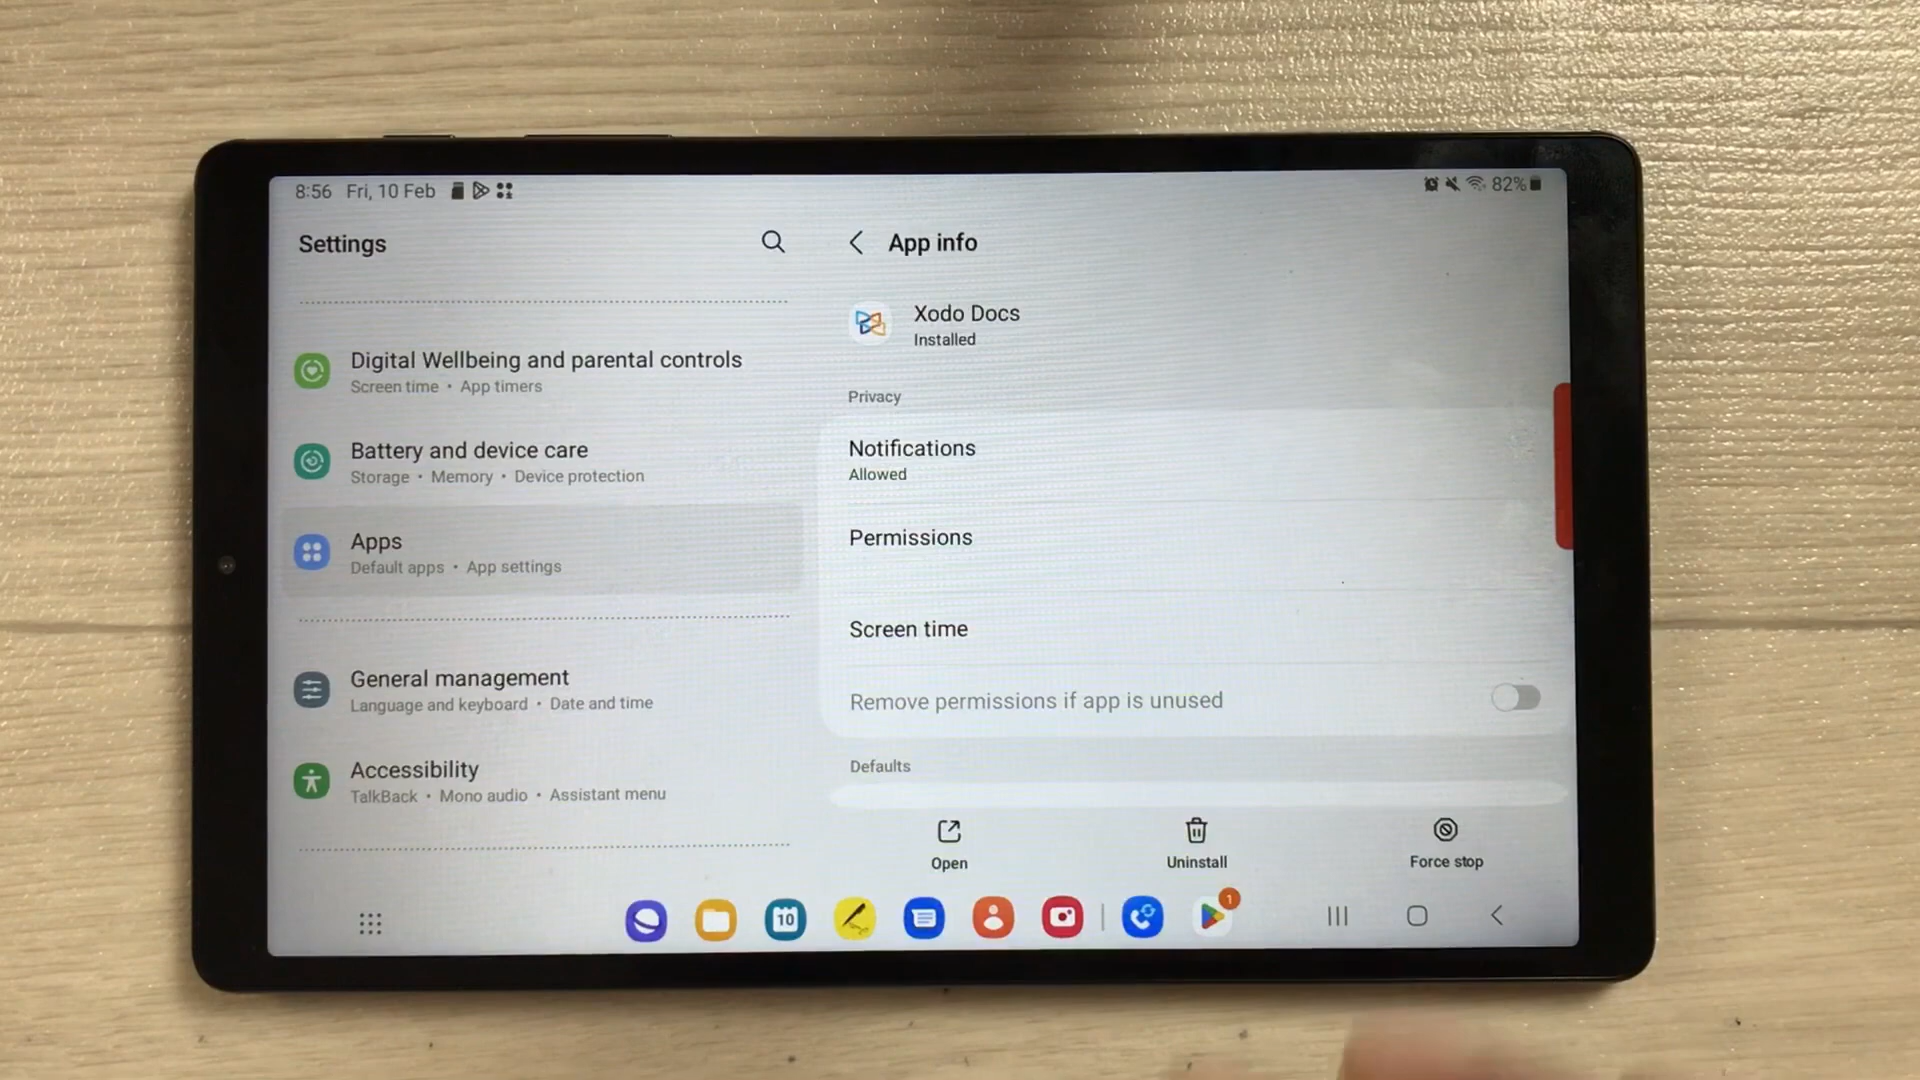 8:56 Fri, 10 Feb
82%
Settings
Digital Wellbeing and parental controls
Screen time • App timers
Battery and device care
Storage • Memory • Device protection
Apps
Default apps • App settings
General management
Language and keyboard • Date and time
Accessibility
TalkBack • Mono audio • Assistant menu
App info
Xodo Docs
Installed
Privacy
Notifications
Allowed
Permissions
Screen time
Remove permissions if app is unused
Defaults
Open
Uninstall
Force stop
10
1